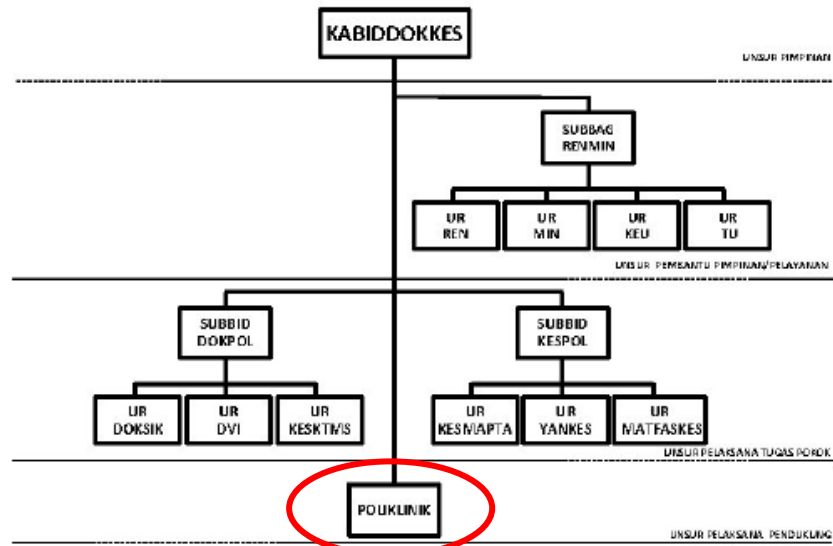 KABIDDOKKES
UNSUR PIMPINAN
SUBBAG
RENMIN
UR
REN
UR
MIN
UR
KEU
UR
TU
UNSUR PEMBANTU PIMPINAN/PELAYANAN
SUBBID
DOKPOL
SUBBID
KESPOL
UR
DOKSIK
UR
DVI
UR
KESKTMS
UR
KESMAPTA
UR
YANKES
UR
MATFASKES
UNSUR PELAKSANA TUGAS POKOK
POLIKLINIK
UNSUR PELAKSANA PENDUKUNG